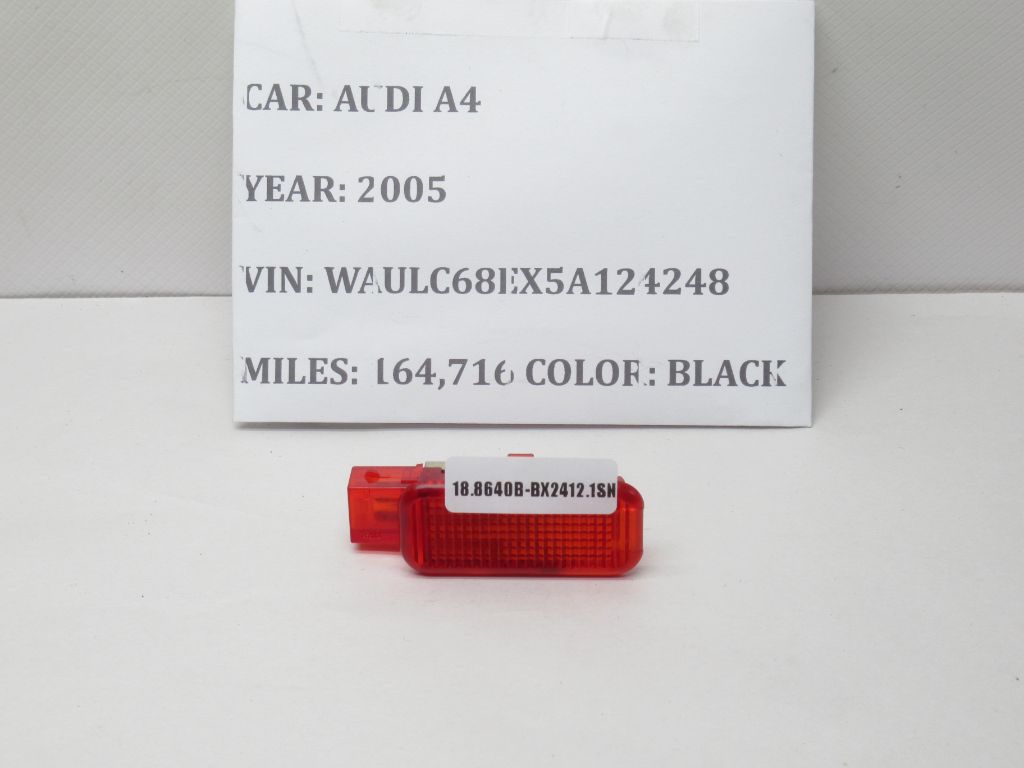 CAR: AUDI A4
YEAR: 2005
VIN: WAULC68EX5A124248
MILES: 164,716 COLOR: BLACK
18.8640B-BX2412.1SN